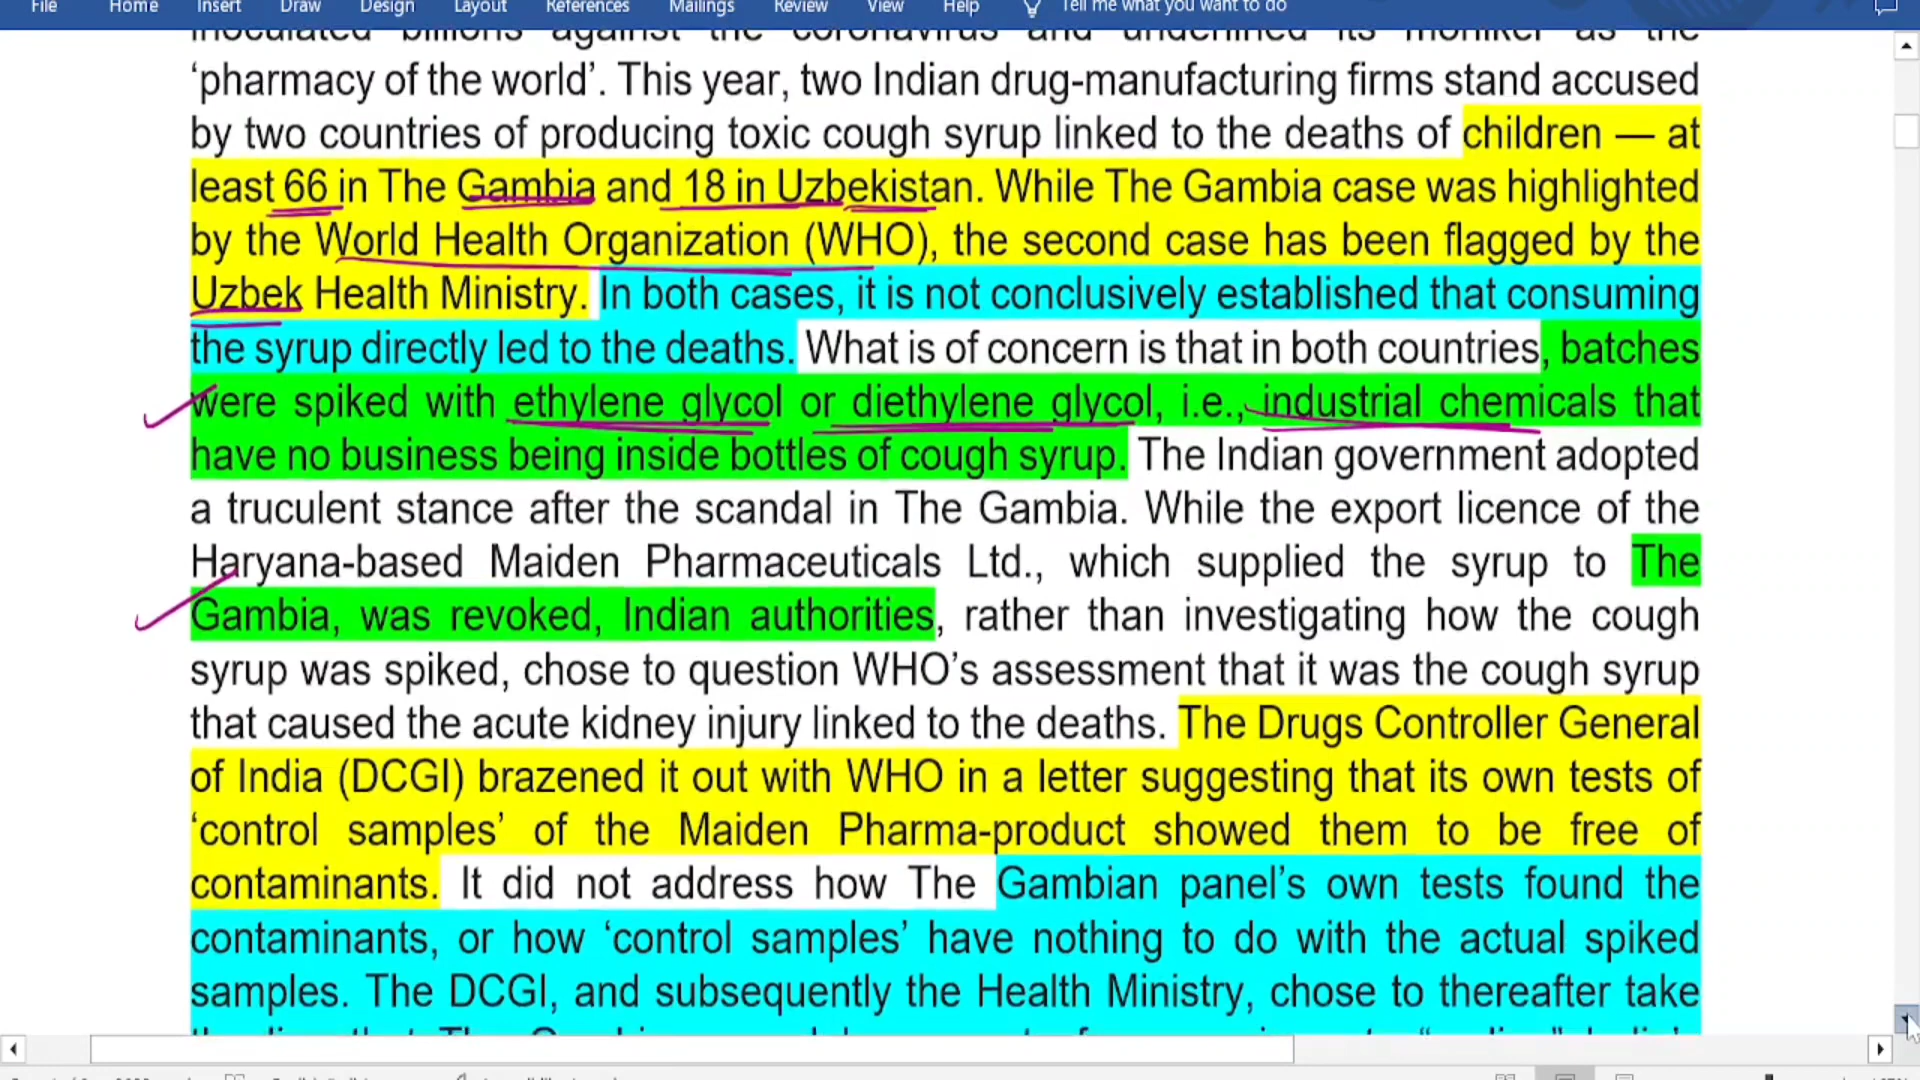 File Home Insert Draw Design Layout References Mailings Review View Help Tell me what you want to do
inoculated billions against the coronavirus and underlined its moniker as the
‘pharmacy of the world’. This year, two Indian drug-manufacturing firms stand accused
by two countries of producing toxic cough syrup linked to the deaths of children — at
least 66 in The Gambia and 18 in Uzbekistan. While The Gambia case was highlighted
by the World Health Organization (WHO), the second case has been flagged by the
Uzbek Health Ministry. In both cases, it is not conclusively established that consuming
the syrup directly led to the deaths. What is of concern is that in both countries, batches
were spiked with ethylene glycol or diethylene glycol, i.e., industrial chemicals that
have no business being inside bottles of cough syrup. The Indian government adopted
a truculent stance after the scandal in The Gambia. While the export licence of the
Haryana-based Maiden Pharmaceuticals Ltd., which supplied the syrup to The
Gambia, was revoked, Indian authorities, rather than investigating how the cough
syrup was spiked, chose to question WHO’s assessment that it was the cough syrup
that caused the acute kidney injury linked to the deaths. The Drugs Controller General
of India (DCGI) brazened it out with WHO in a letter suggesting that its own tests of
‘control samples’ of the Maiden Pharma-product showed them to be free of
contaminants. It did not address how The Gambian panel’s own tests found the
contaminants, or how ‘control samples’ have nothing to do with the actual spiked
samples. The DCGI, and subsequently the Health Ministry, chose to thereafter take